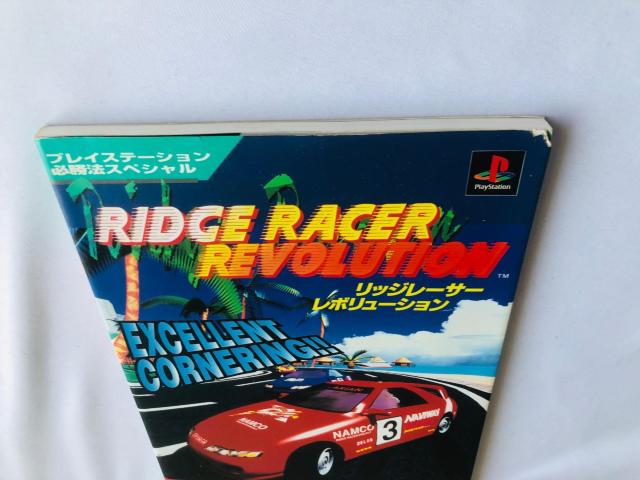 プレイステーション
必勝法スペシャル
PlayStation
RIDGE RACER
REVOLUTION™
リッジレーサー
レボリューション
EXCELLENT
CORNERING!!
NAMCO
3